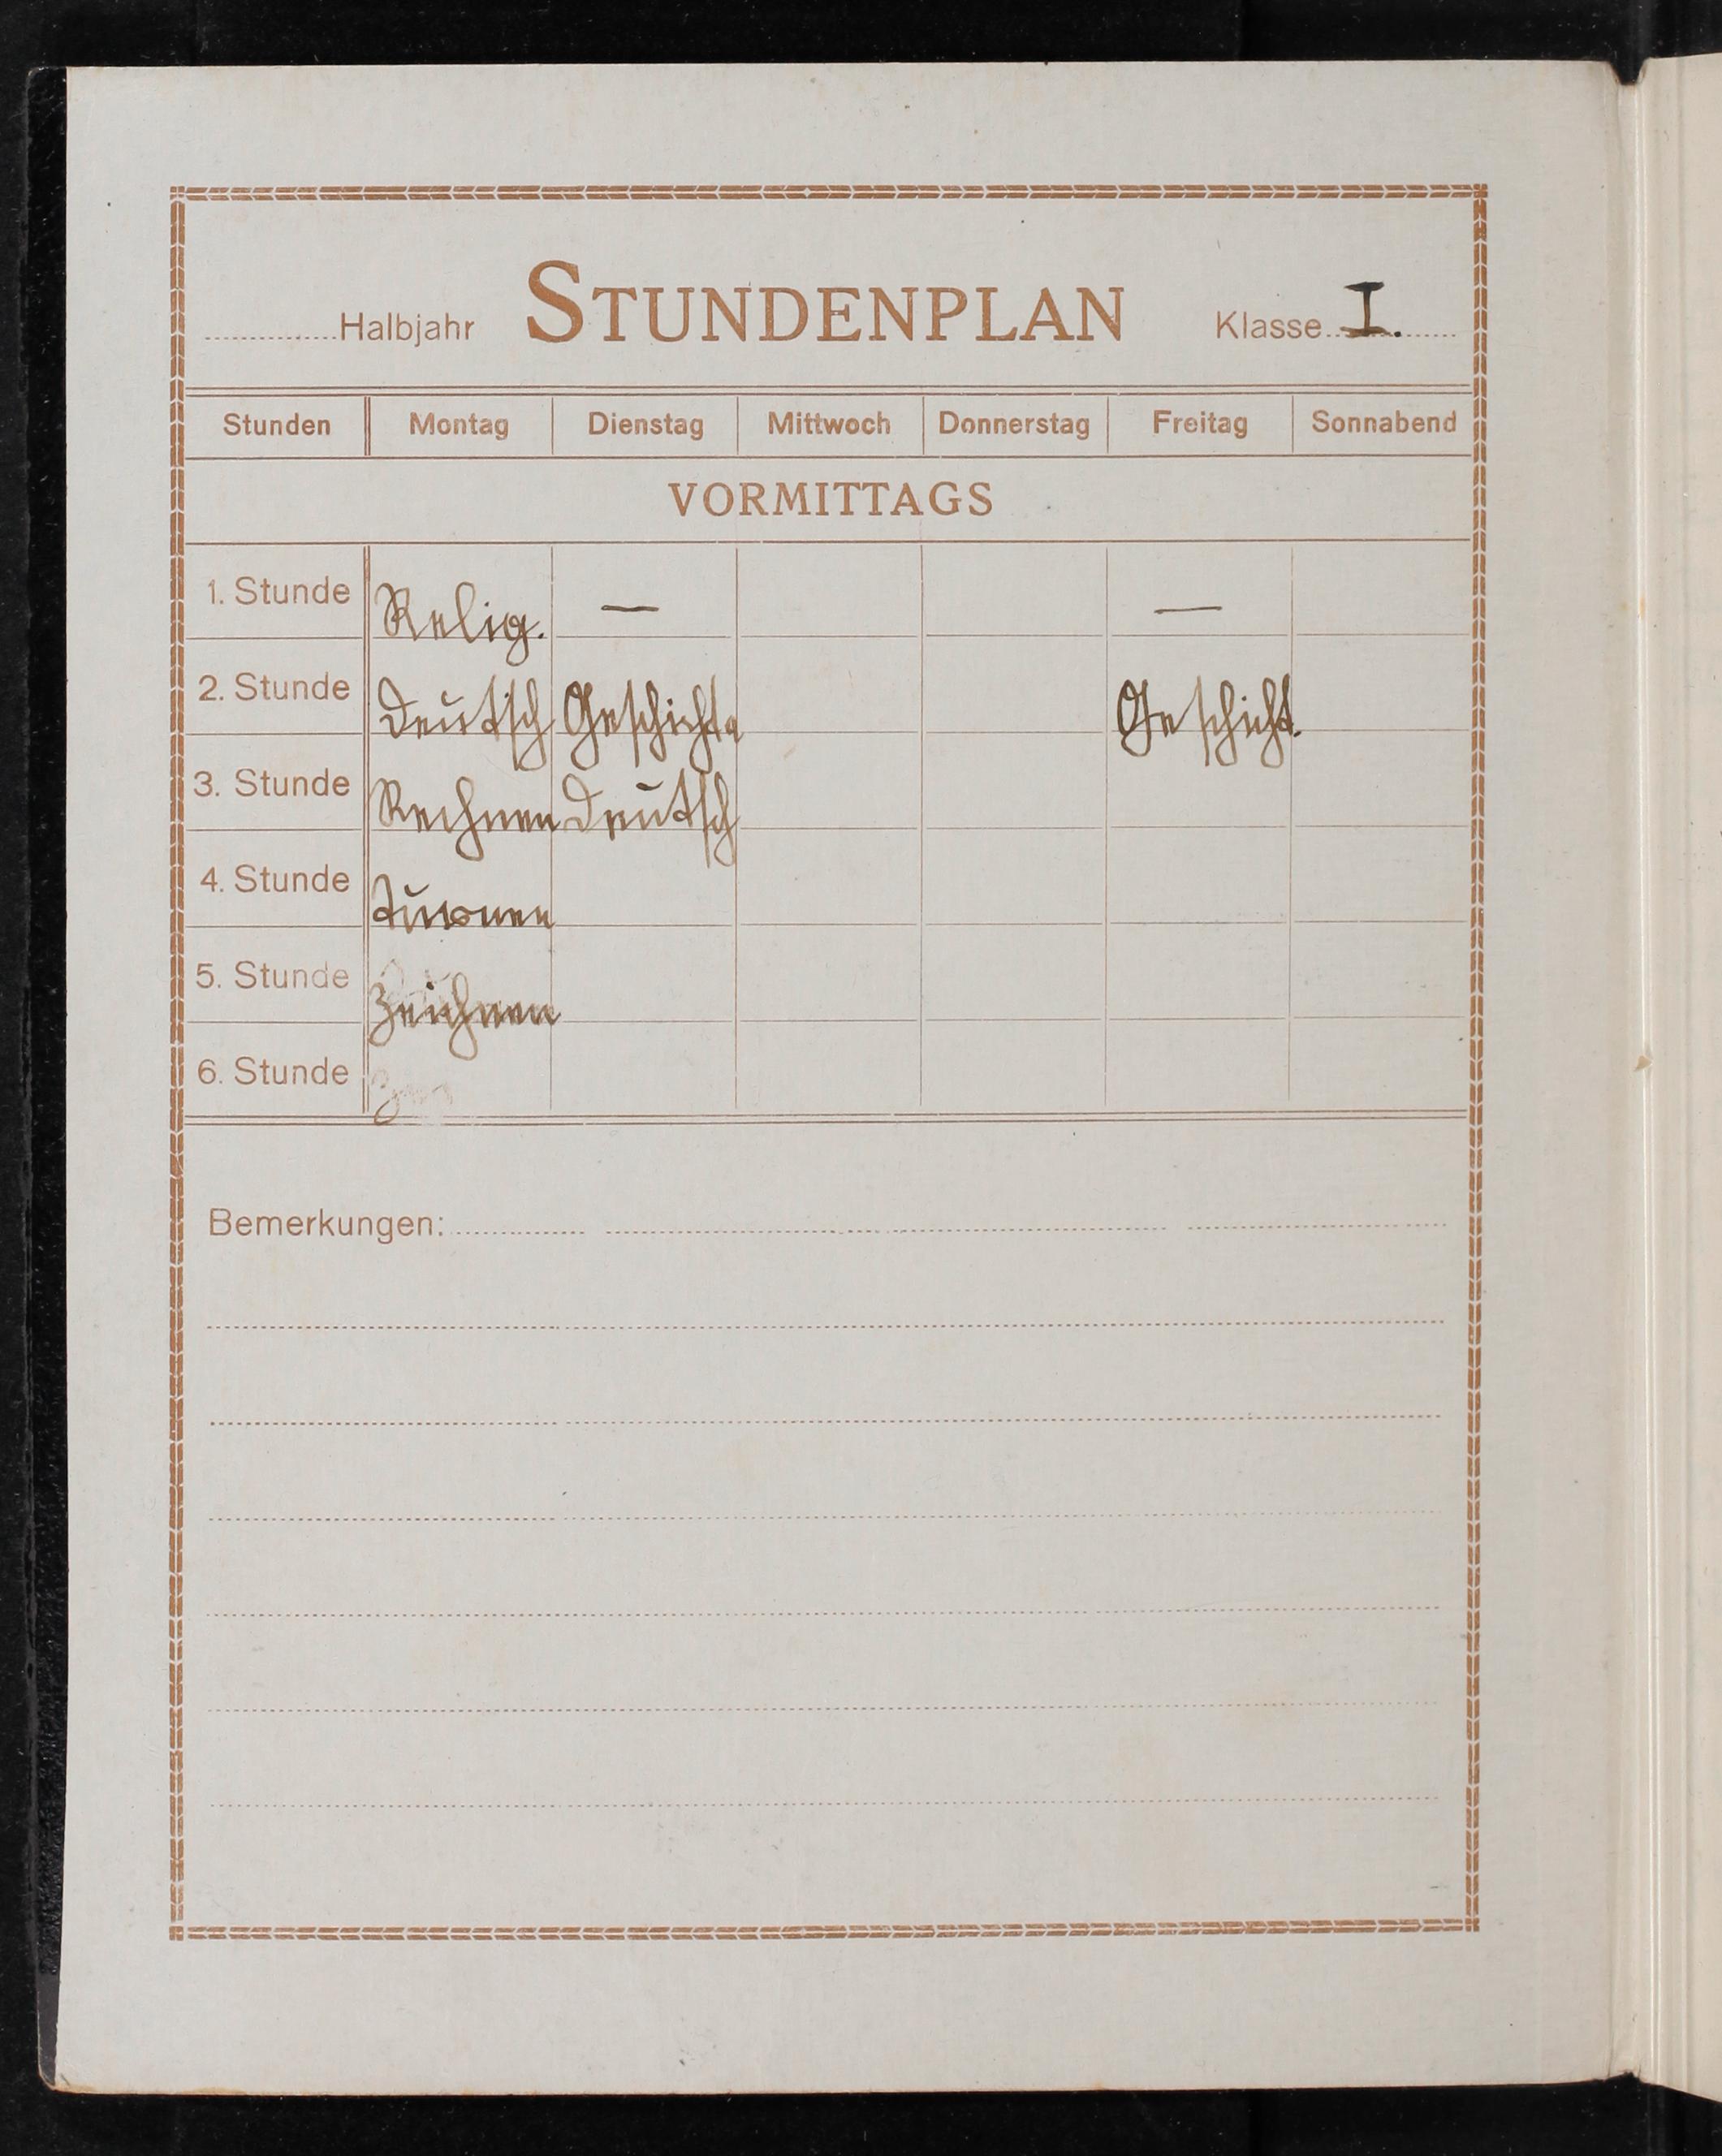 Halbjahr STUNDENPLAN Klasse I.
Stunden Montag Dienstag Mittwoch Donnerstag Freitag Sonnabend
VORMITTAGS
1. Stunde Relig. — —
2. Stunde Deutsch Geschichte Geschicht.
3. Stunde Rechnen Deutsch
4. Stunde Turnen
5. Stunde Zeichnen
6. Stunde
Bemerkungen: